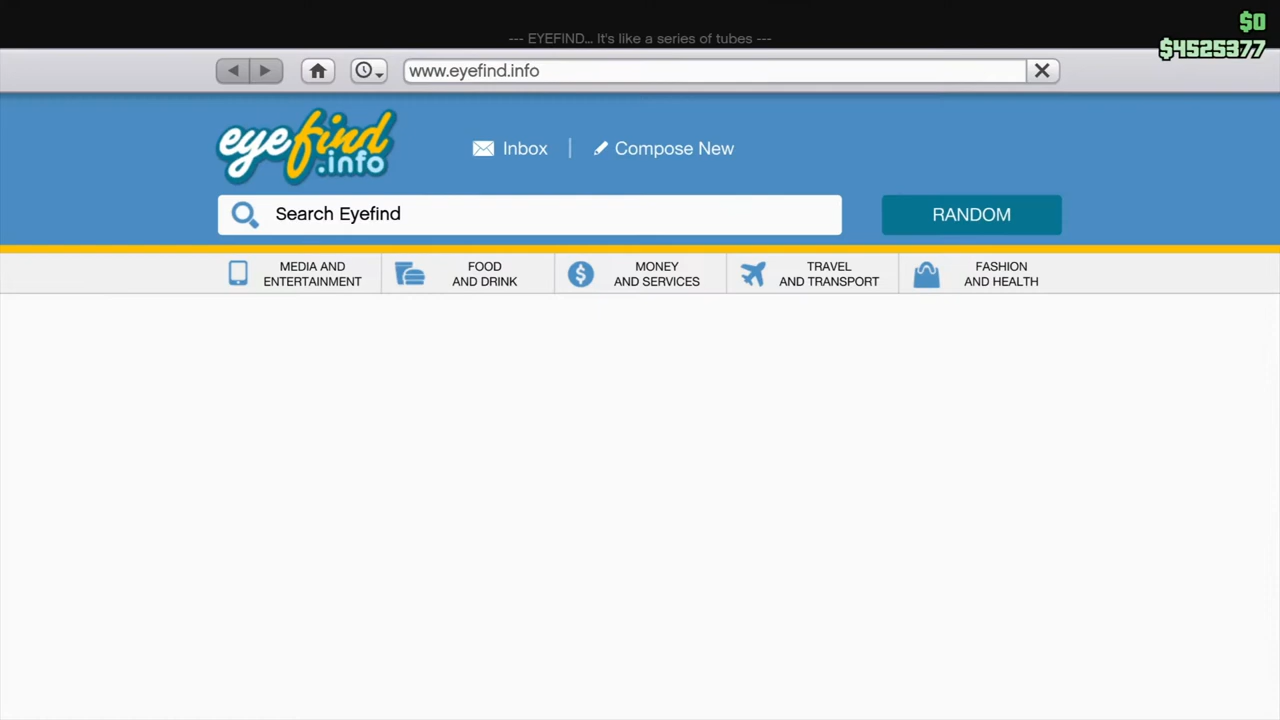 $0
--- EYEFIND... It's like a series of tubes ---
$4525377
www.eyefind.info
eyefind
.info
Inbox
Compose New
Search Eyefind
RANDOM
MEDIA AND
ENTERTAINMENT
FOOD
AND DRINK
MONEY
AND SERVICES
TRAVEL
AND TRANSPORT
FASHION
AND HEALTH